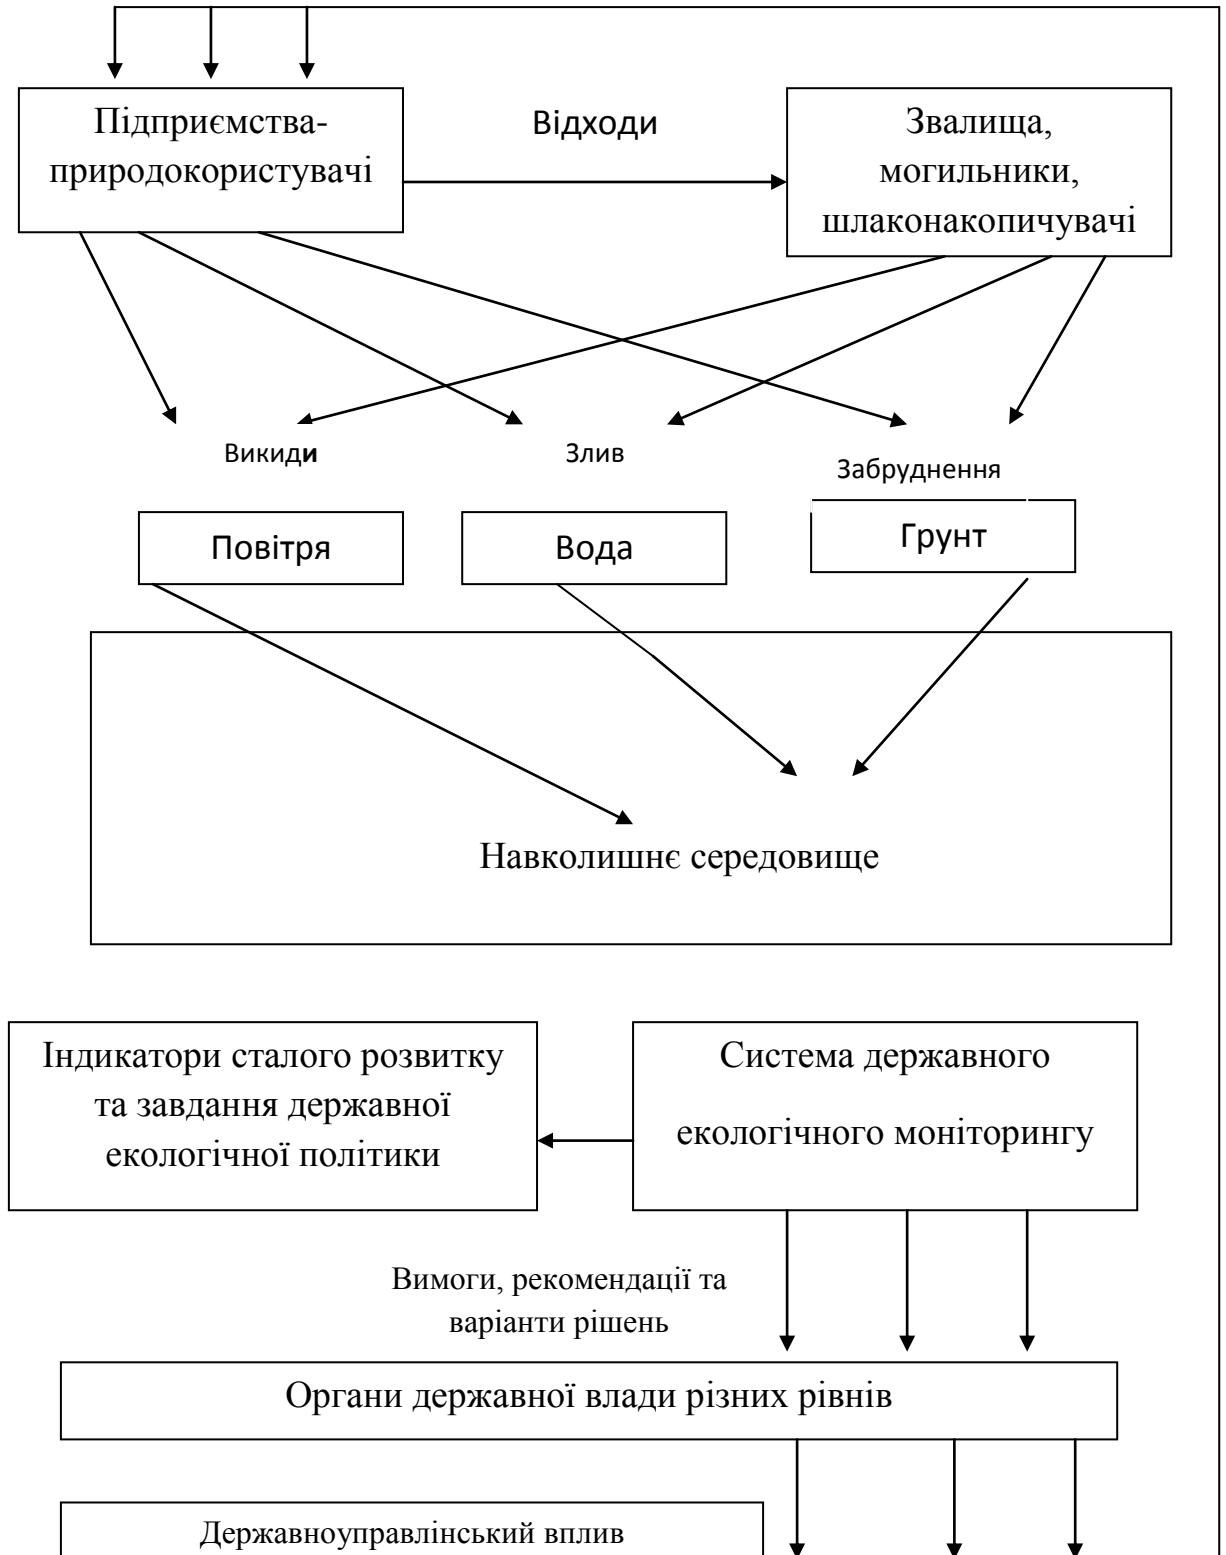 Підприємства-
природокористувачі
Відходи
Звалища,
могильники,
шлаконакопичувачі
Викиди
Злив
Забруднення
Повітря
Вода
Грунт
Навколишнє середовище
Індикатори сталого розвитку
та завдання державної
екологічної політики
Система державного
екологічного моніторингу
Вимоги, рекомендації та
варіанти рішень
Органи державної влади різних рівнів
Державноуправлінський вплив